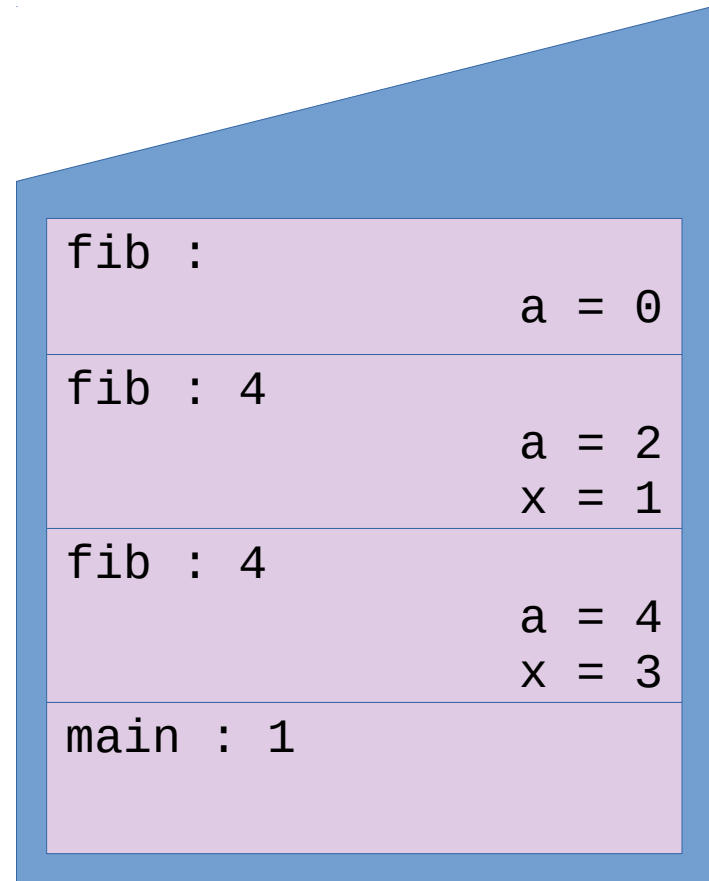 fib :
a = 0
fib : 4
a = 2
x = 1
fib : 4
a = 4
x = 3
main : 1